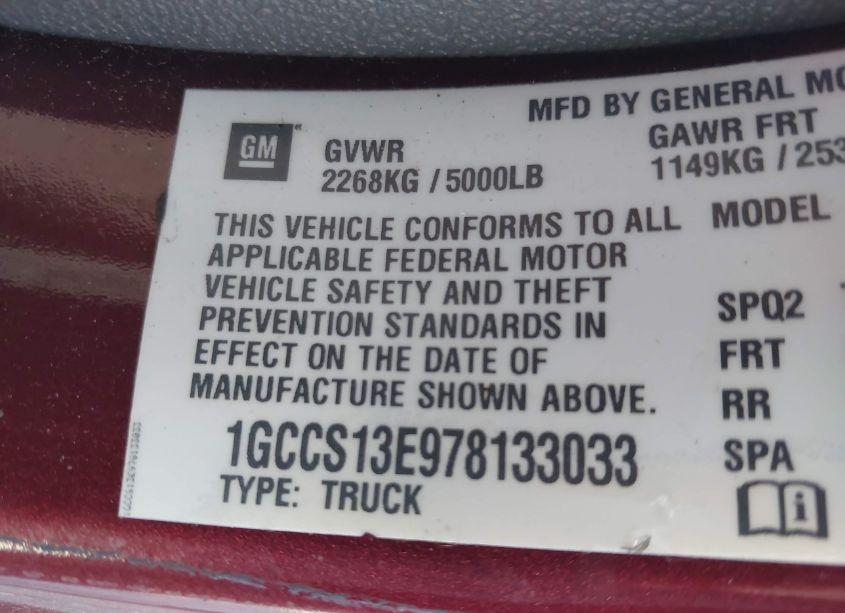 MFD BY GENERAL MO
GM
GVWR
GAWR FRT
2268KG / 5000LB
1149KG / 253
THIS VEHICLE CONFORMS TO ALL
MODEL
APPLICABLE FEDERAL MOTOR
VEHICLE SAFETY AND THEFT
SPQ2
PREVENTION STANDARDS IN
FRT
EFFECT ON THE DATE OF
MANUFACTURE SHOWN ABOVE.
RR
1GCCS13E978133033
SPA
TYPE: TRUCK
i
1GCCS13E978133033